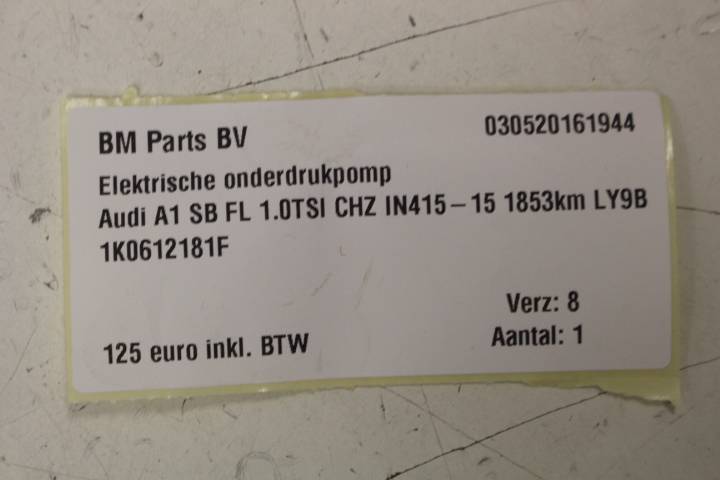 BM Parts BV 030520161944
Elektrische onderdrukpomp
Audi A1 SB FL 1.0TSI CHZ IN415-15 1853km LY9B
1K0612181F
Verz: 8
125 euro inkl. BTW Aantal: 1